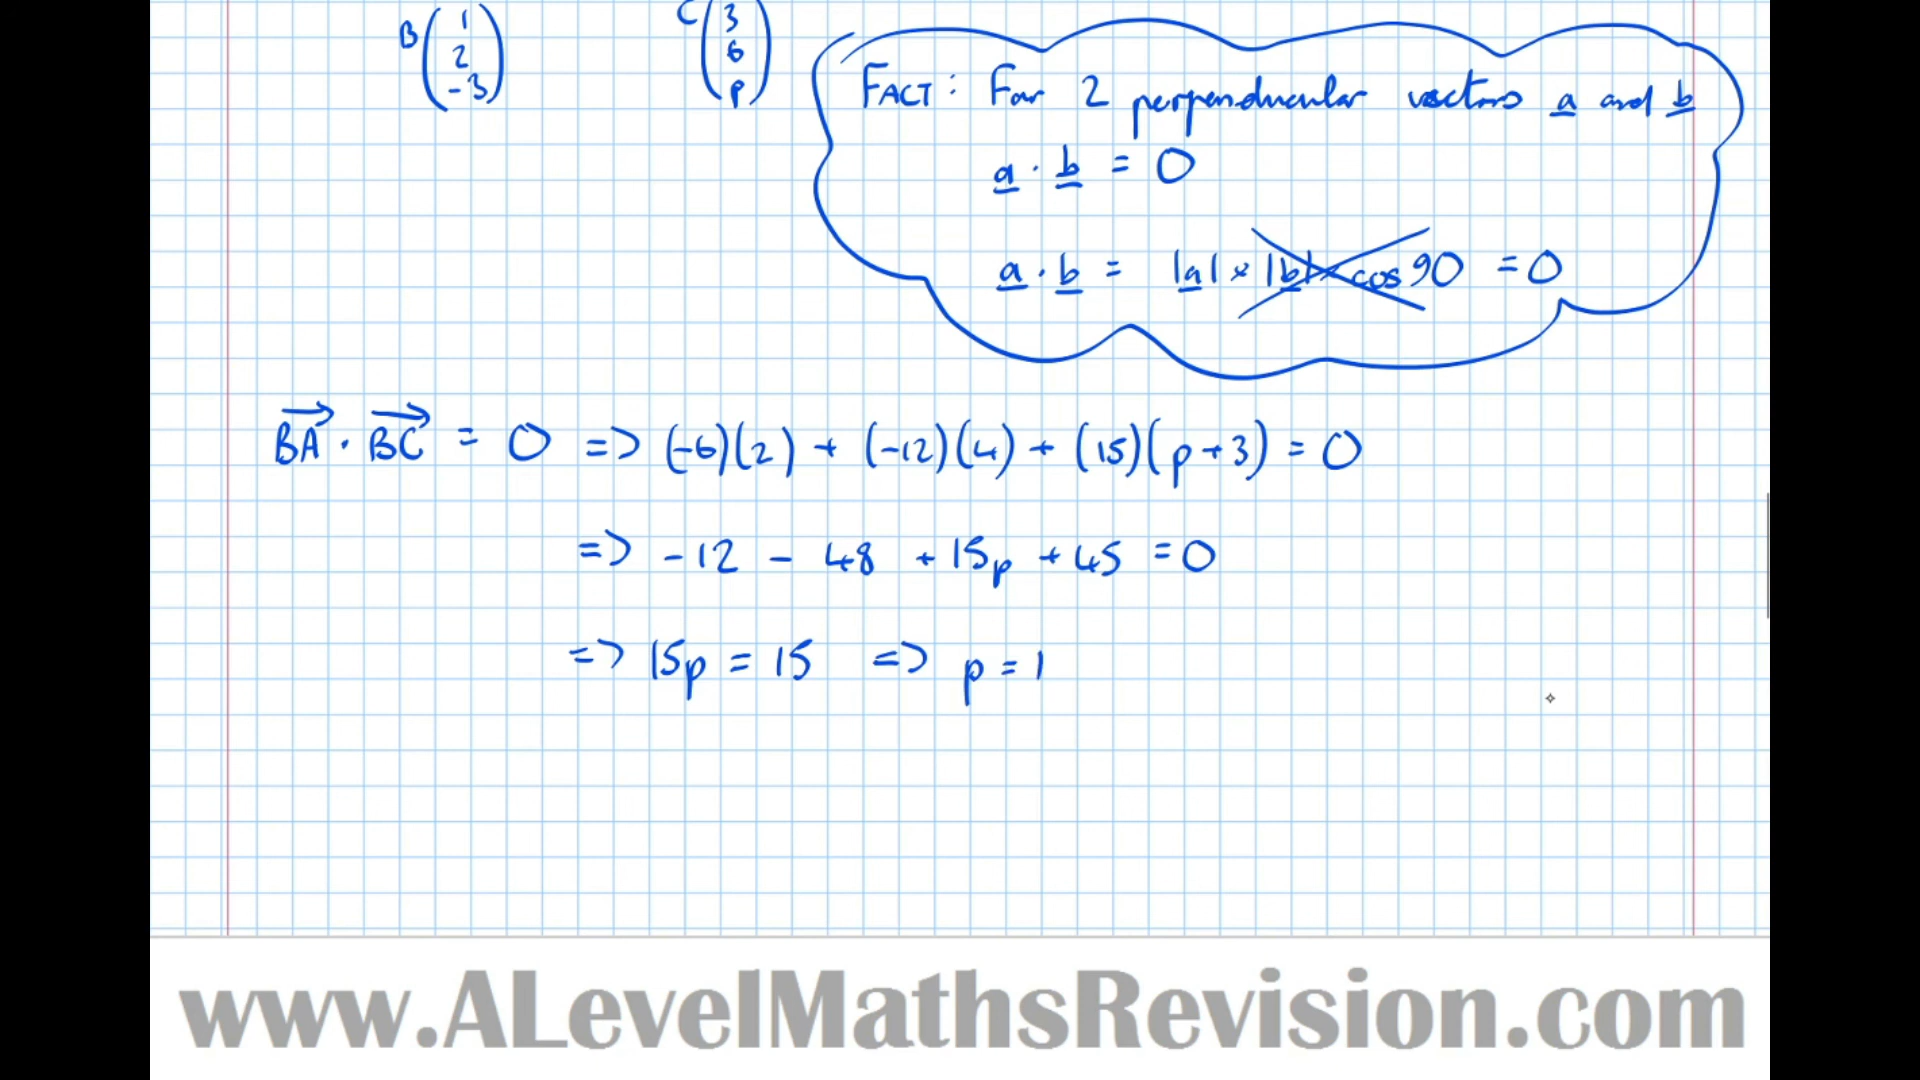 B (1 2 -3)
C (3 6 p)
FACT: For 2 perpendicular vectors a and b
a · b = 0
a · b = |a| × |b| × cos 90 = 0
BA · BC = 0 => (-6)(2) + (-12)(4) + (15)(p+3) = 0
=> -12 - 48 + 15p + 45 = 0
=> 15p = 15 => p = 1
www.ALevelMathsRevision.com